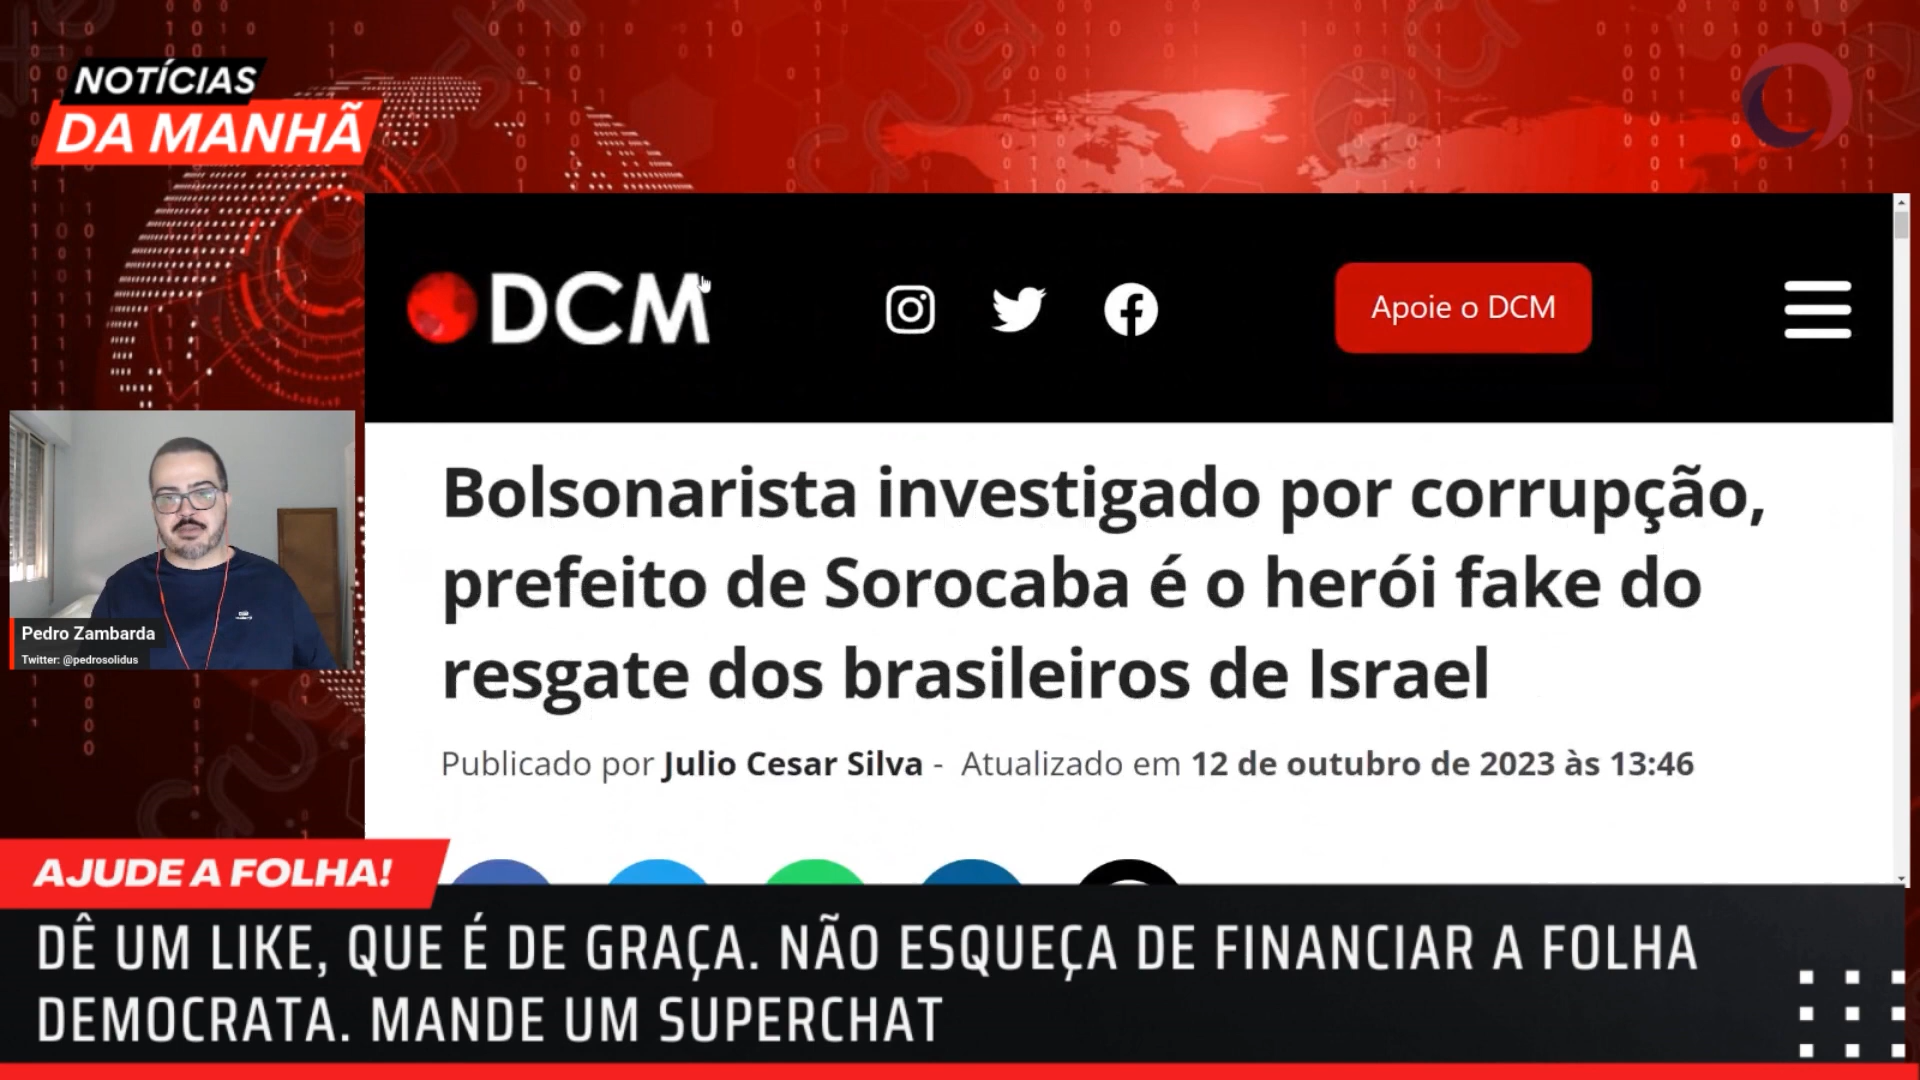 NOTÍCIAS
DA MANHÃ
DCM
Apoie o DCM
Bolsonarista investigado por corrupção,
prefeito de Sorocaba é o herói fake do
resgate dos brasileiros de Israel
Publicado por Julio Cesar Silva - Atualizado em 12 de outubro de 2023 às 13:46
Pedro Zambarda
Twitter: @pedrosolidus
AJUDE A FOLHA!
DÊ UM LIKE, QUE É DE GRAÇA. NÃO ESQUEÇA DE FINANCIAR A FOLHA
DEMOCRATA. MANDE UM SUPERCHAT